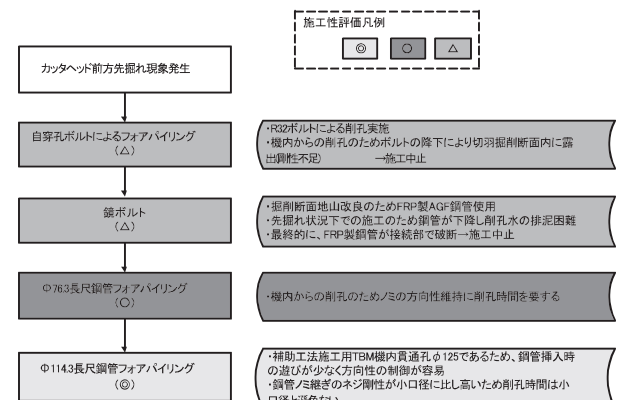 施工性評価凡例
◎ ○ △
カッタヘッド前方先掘れ現象発生
自穿孔ボルトによるフォアパイリング
(△)
・R32ボルトによる削孔実施
・機内からの削孔のためボルトの降下により切羽掘削断面内に露
出(剛性不足) →施工中止
鏡ボルト
(△)
・掘削断面地山改良のためFRP製AGF鋼管使用
・先掘れ状況下での施工のため鋼管が下降し削孔水の排泥困難
・最終的に、FRP製鋼管が接続部で破断→施工中止
Φ76.3長尺鋼管フォアパイリング
(○)
・機内からの削孔のためノミの方向性維持に削孔時間を要する
Φ114.3長尺鋼管フォアパイリング
(◎)
・補助工法施工用TBM機内貫通孔φ125であるため、鋼管挿入時
の遊びが少なく方向性の制御が容易
・鋼管ノミ継ぎのネジ剛性が小口径に比し高いため削孔時間は小
口径と遜色ない